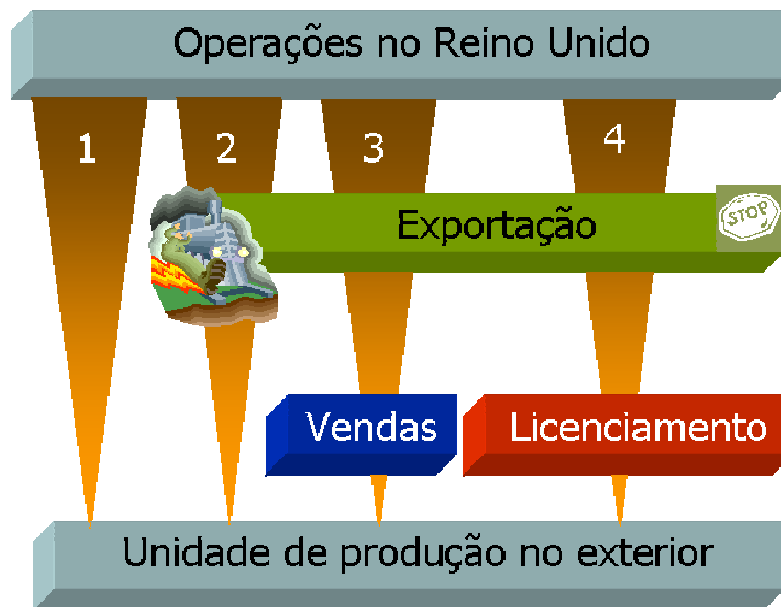 Operações no Reino Unido
1 2 3 4
STOP
Exportação
Vendas
Licenciamento
Unidade de produção no exterior